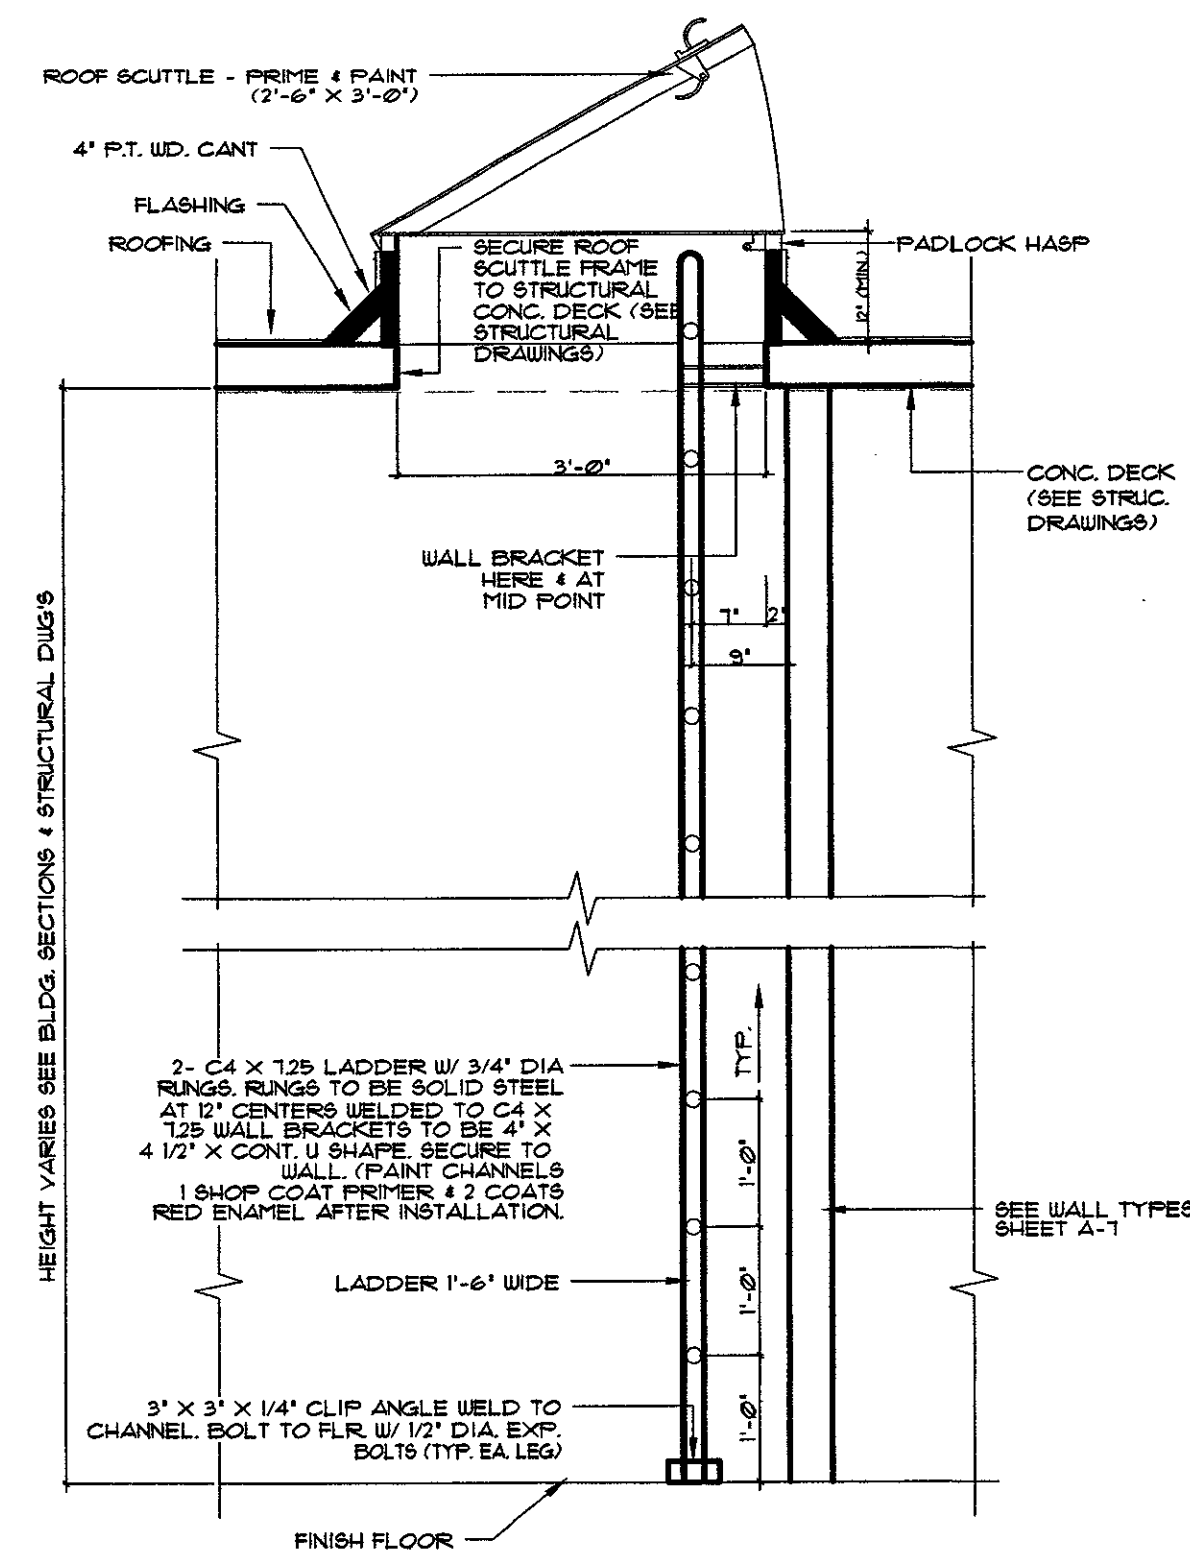 ROOF SCUTTLE - PRIME & PAINT
(2'-6" X 3'-0")
4" P.T. WD. CANT
FLASHING
ROOFING
SECURE ROOF
SCUTTLE FRAME
TO STRUCTURAL
CONC. DECK (SEE
STRUCTURAL
DRAWINGS)
PADLOCK HASP
12" (MIN.)
3'-0"
CONC. DECK
(SEE STRUC.
DRAWINGS)
WALL BRACKET
HERE & AT
MID POINT
7"
2"
9"
HEIGHT VARIES SEE BLDG. SECTIONS & STRUCTURAL DWG'S
2- C4 X 7.25 LADDER W/ 3/4" DIA
RUNGS. RUNGS TO BE SOLID STEEL
AT 12" CENTERS WELDED TO C4 X
7.25 WALL BRACKETS TO BE 4" X
4 1/2" X CONT. U SHAPE. SECURE TO
WALL. (PAINT CHANNELS
1 SHOP COAT PRIMER & 2 COATS
RED ENAMEL AFTER INSTALLATION.
TYP.
1'-0"
1'-0"
1'-0"
SEE WALL TYPES
SHEET A-7
LADDER 1'-6" WIDE
3" X 3" X 1/4" CLIP ANGLE WELD TO
CHANNEL. BOLT TO FLR. W/ 1/2" DIA. EXP.
BOLTS (TYP. EA. LEG)
FINISH FLOOR